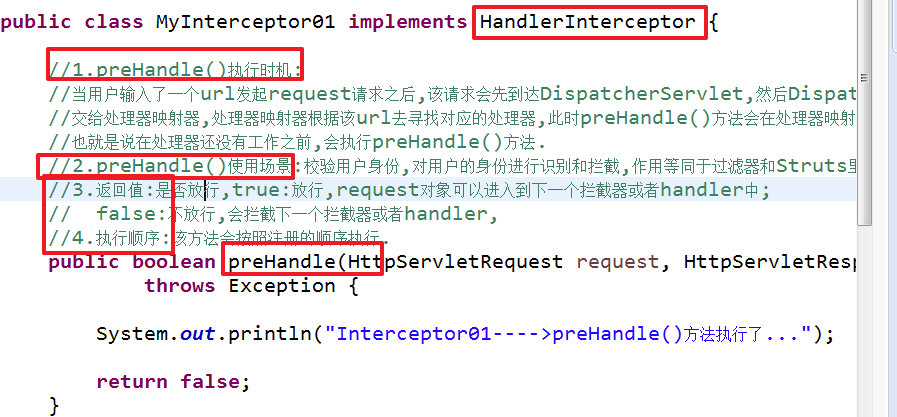 public class MyInterceptor01 implements HandlerInterceptor {
//1.preHandle()执行时机:
//当用户输入了一个url发起request请求之后,该请求会先到达DispatcherServlet,然后Dispat
//交给处理器映射器,处理器映射器根据该url去寻找对应的处理器,此时preHandle()方法会在处理器映射
//也就是说在处理器还没有工作之前,会执行preHandle()方法.
//2.preHandle()使用场景:校验用户身份,对用户的身份进行识别和拦截,作用等同于过滤器和Struts里
//3.返回值:是否放行,true:放行,request对象可以进入到下一个拦截器或者handler中;
//  false:不放行,会拦截下一个拦截器或者handler,
//4.执行顺序:该方法会按照注册的顺序执行.
public boolean preHandle(HttpServletRequest request, HttpServletResp
throws Exception {
System.out.println("Interceptor01---->preHandle()方法执行了...");
return false;
}